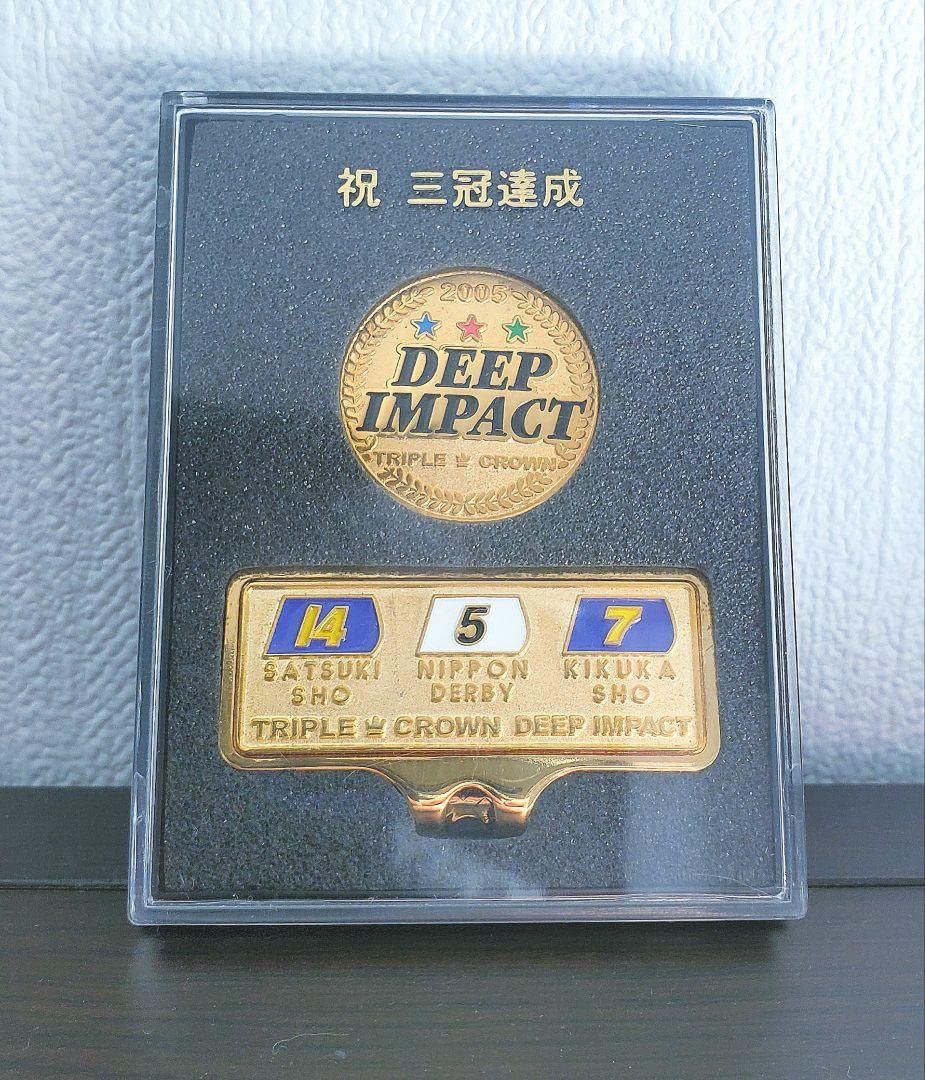 祝 三冠達成
2005
DEEP
IMPACT
TRIPLE CROWN
14 5 7
SATSUKI NIPPON KIKUKA
SHO DERBY SHO
TRIPLE CROWN DEEP IMPACT